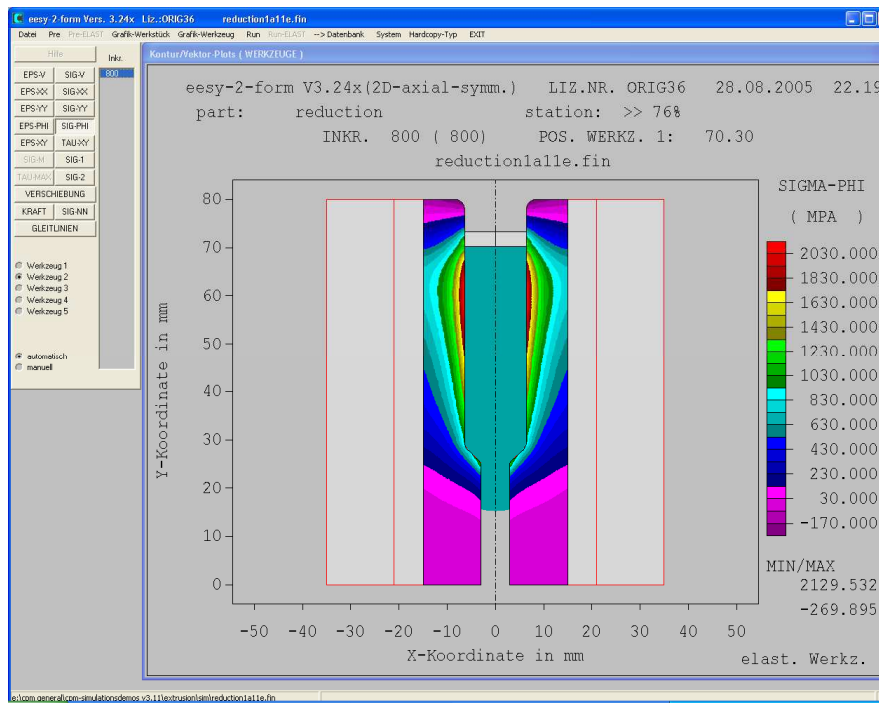 eesy-2-form Vers. 3.24x Liz.:ORIG36 reduction1a11e.fin
Datei Pre Pre-ELAST Grafik-Werkstück Grafik-Werkzeug Run Run-ELAST --> Datenbank System Hardcopy-Typ EXIT
Hilfe
Inkr.
800
EPS-V SIG-V
EPS-XX SIG-XX
EPS-YY SIG-YY
EPS-PHI SIG-PHI
EPS-XY TAU-XY
SIG-M SIG-1
TAU-MAX SIG-2
VERSCHIEBUNG
KRAFT SIG-NN
GLEITLINIEN
Werkzeug 1
Werkzeug 2
Werkzeug 3
Werkzeug 4
Werkzeug 5
automatisch
manuell
Kontur/Vektor-Plots ( WERKZEUGE )
eesy-2-form V3.24x(2D-axial-symm.) LIZ.NR. ORIG36 28.08.2005 22.19
part: reduction station: >> 76%
INKR. 800 ( 800) POS. WERKZ. 1: 70.30
reduction1a11e.fin
80
70
60
50
40
30
20
10
0
Y-Koordinate in mm
-50 -40 -30 -20 -10 0 10 20 30 40 50
X-Koordinate in mm
SIGMA-PHI
( MPA )
2030.000
1830.000
1630.000
1430.000
1230.000
1030.000
830.000
630.000
430.000
230.000
30.000
-170.000
MIN/MAX
2129.532
-269.895
elast. Werkz.
e:\cpm general\cpm-simulationsdemos v3.11\extrusion\sim\reduction1a11e.fin